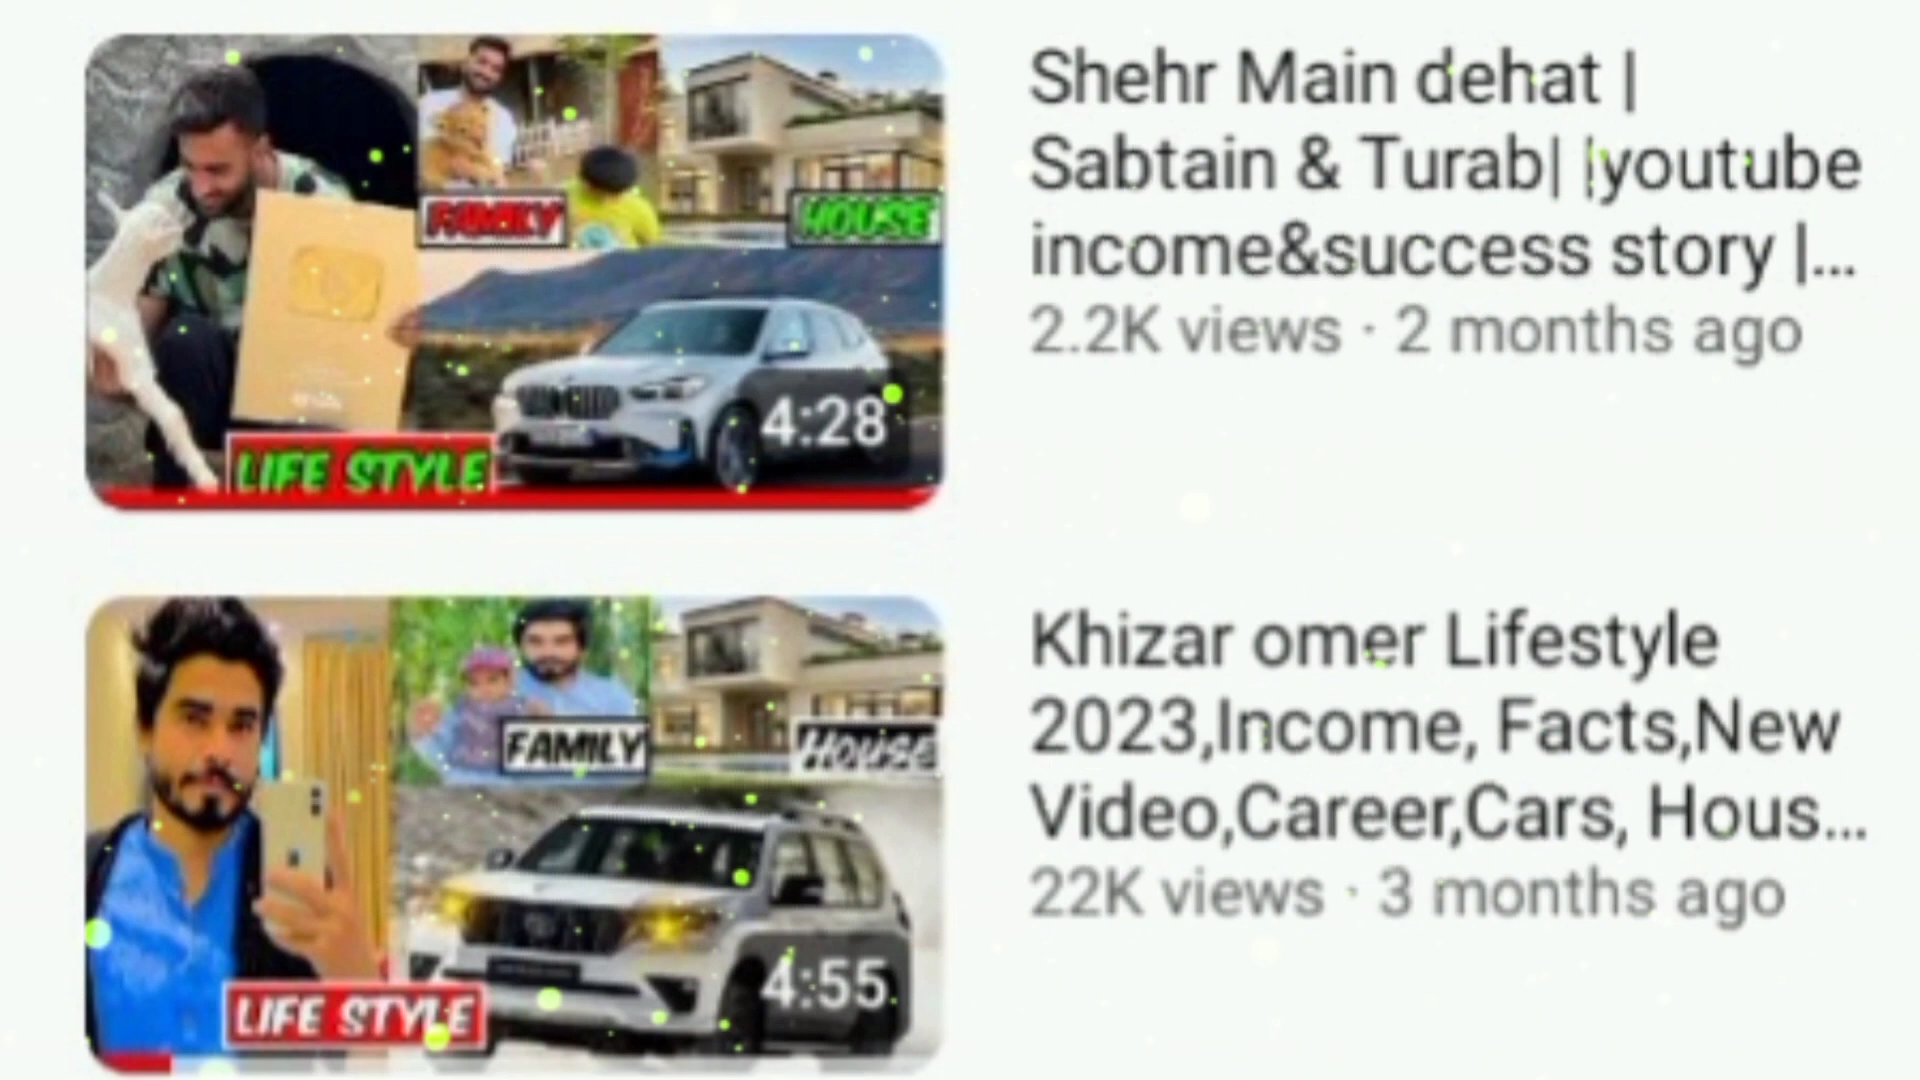 FAMILY
HOUSE
4:28
LIFE STYLE
Shehr Main dehat |
Sabtain & Turab| |youtube
income&success story |...
2.2K views · 2 months ago
FAMILY
HOUSE
4:55
LIFE STYLE
Khizar omer Lifestyle
2023,Income, Facts,New
Video,Career,Cars, Hous...
22K views · 3 months ago